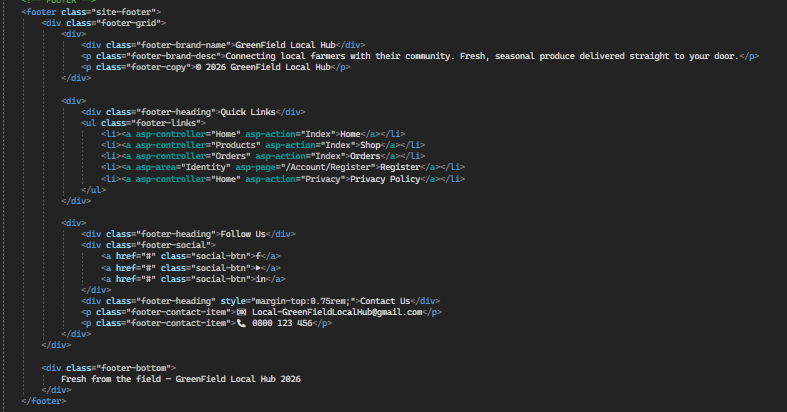 <!-- FOOTER -->
<footer class="site-footer">
<div class="footer-grid">
<div>
<div class="footer-brand-name">GreenField Local Hub</div>
<p class="footer-brand-desc">Connecting local farmers with their community. Fresh, seasonal produce delivered straight to your door.</p>
<p class="footer-copy">© 2026 GreenField Local Hub</p>
</div>
<div>
<div class="footer-heading">Quick Links</div>
<ul class="footer-links">
<li><a asp-controller="Home" asp-action="Index">Home</a></li>
<li><a asp-controller="Products" asp-action="Index">Shop</a></li>
<li><a asp-controller="Orders" asp-action="Index">Orders</a></li>
<li><a asp-area="Identity" asp-page="/Account/Register">Register</a></li>
<li><a asp-controller="Home" asp-action="Privacy">Privacy Policy</a></li>
</ul>
</div>
<div>
<div class="footer-heading">Follow Us</div>
<div class="footer-social">
<a href="#" class="social-btn">f</a>
<a href="#" class="social-btn">▶</a>
<a href="#" class="social-btn">in</a>
</div>
<div class="footer-heading" style="margin-top:0.75rem;">Contact Us</div>
<p class="footer-contact-item">📧 Local-GreenFieldLocalHub@gmail.com</p>
<p class="footer-contact-item">📞 0800 123 456</p>
</div>
</div>
<div class="footer-bottom">
Fresh from the field — GreenField Local Hub 2026
</div>
</footer>